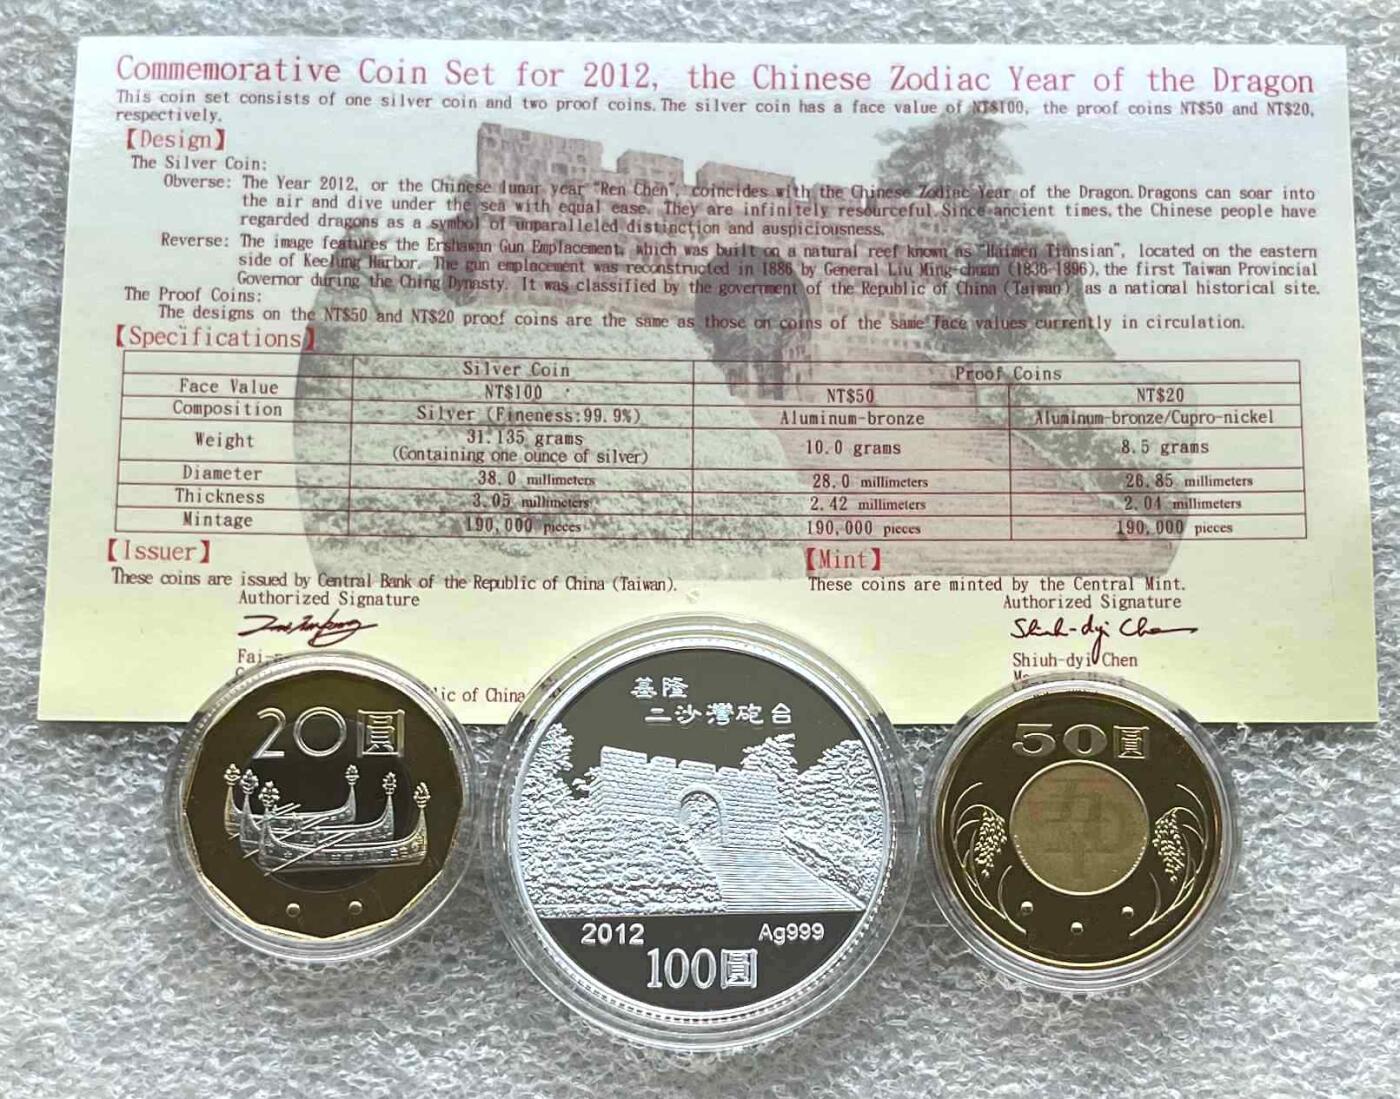 Commemorative Coin Set for 2012, the Chinese Zodiac Year of the Dragon
This coin set consists of one silver coin and two proof coins. The silver coin has a face value of NT$100, the proof coins NT$50 and NT$20,
respectively.
【Design】
The Silver Coin:
Obverse: The Year 2012, or the Chinese lunar year "Ren Chen", coincides with the Chinese Zodiac Year of the Dragon. Dragons can soar into
the air and dive under the sea with equal ease. They are infinitely resourceful. Since ancient times, the Chinese people have
regarded dragons as a symbol of unparalleled distinction and auspiciousness.
Reverse: The image features the Ershawan Gun Emplacement, which was built on a natural reef known as "Haimen Tiansian", located on the eastern
side of Keelung Harbor. The gun emplacement was reconstructed in 1886 by General Liu Ming-chuan (1836-1896), the first Taiwan Provincial
Governor during the Ching Dynasty. It was classified by the government of the Republic of China (Taiwan) as a national historical site.
The Proof Coins:
The designs on the NT$50 and NT$20 proof coins are the same as those on coins of the same face values currently in circulation.
【Specifications】
Silver Coin Proof Coins
Face Value NT$100 NT$50 NT$20
Composition Silver (Fineness:99.9%) Aluminum-bronze Aluminum-bronze/Cupro-nickel
Weight 31.135 grams (Containing one ounce of silver) 10.0 grams 8.5 grams
Diameter 38.0 millimeters 28.0 millimeters 26.85 millimeters
Thickness 3.05 millimeters 2.42 millimeters 2.04 millimeters
Mintage 190,000 pieces 190,000 pieces 190,000 pieces
【Issuer】
These coins are issued by Central Bank of the Republic of China (Taiwan).
Authorized Signature
Fai-
lic of China
【Mint】
These coins are minted by the Central Mint.
Authorized Signature
Shiuh-dyi Chen
Shiuh-dyi Chen
20圓
基隆
二沙灣砲台
2012 Ag999
100圓
50圓